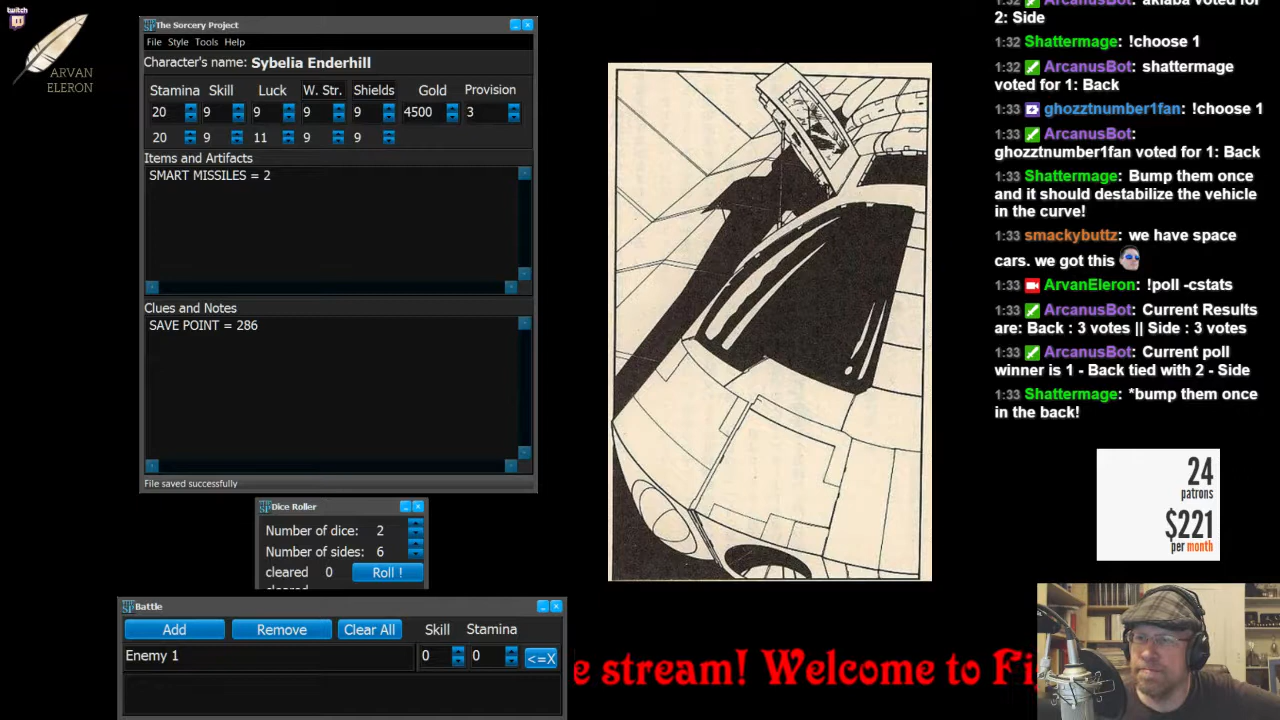 twitch
ARVAN
ELERON
The Sorcery Project
File Style Tools Help
Character's name: Sybelia Enderhill
Stamina Skill Luck W. Str. Shields Gold Provision
20 9 9 9 9 4500 3
20 9 11 9 9
Items and Artifacts
SMART MISSILES = 2
Clues and Notes
SAVE POINT = 286
File saved successfully
Dice Roller
Number of dice: 2
Number of sides: 6
cleared 0 Roll !
cleared
Battle
Add Remove Clear All Skill Stamina
Enemy 1 0 0 <=X
ArcanusBot: aklaba voted for
2: Side
1:32 Shattermage: !choose 1
1:32 ArcanusBot: shattermage
voted for 1: Back
1:33 ghozztnumber1fan: !choose 1
1:33 ArcanusBot:
ghozztnumber1fan voted for 1: Back
1:33 Shattermage: Bump them once
and it should destabilize the vehicle
in the curve!
1:33 smackybuttz: we have space
cars. we got this
1:33 ArvanEleron: !poll -cstats
1:33 ArcanusBot: Current Results
are: Back : 3 votes || Side : 3 votes
1:33 ArcanusBot: Current poll
winner is 1 - Back tied with 2 - Side
1:33 Shattermage: *bump them once
in the back!
24
patrons
$221
per month
e stream! Welcome to Fi